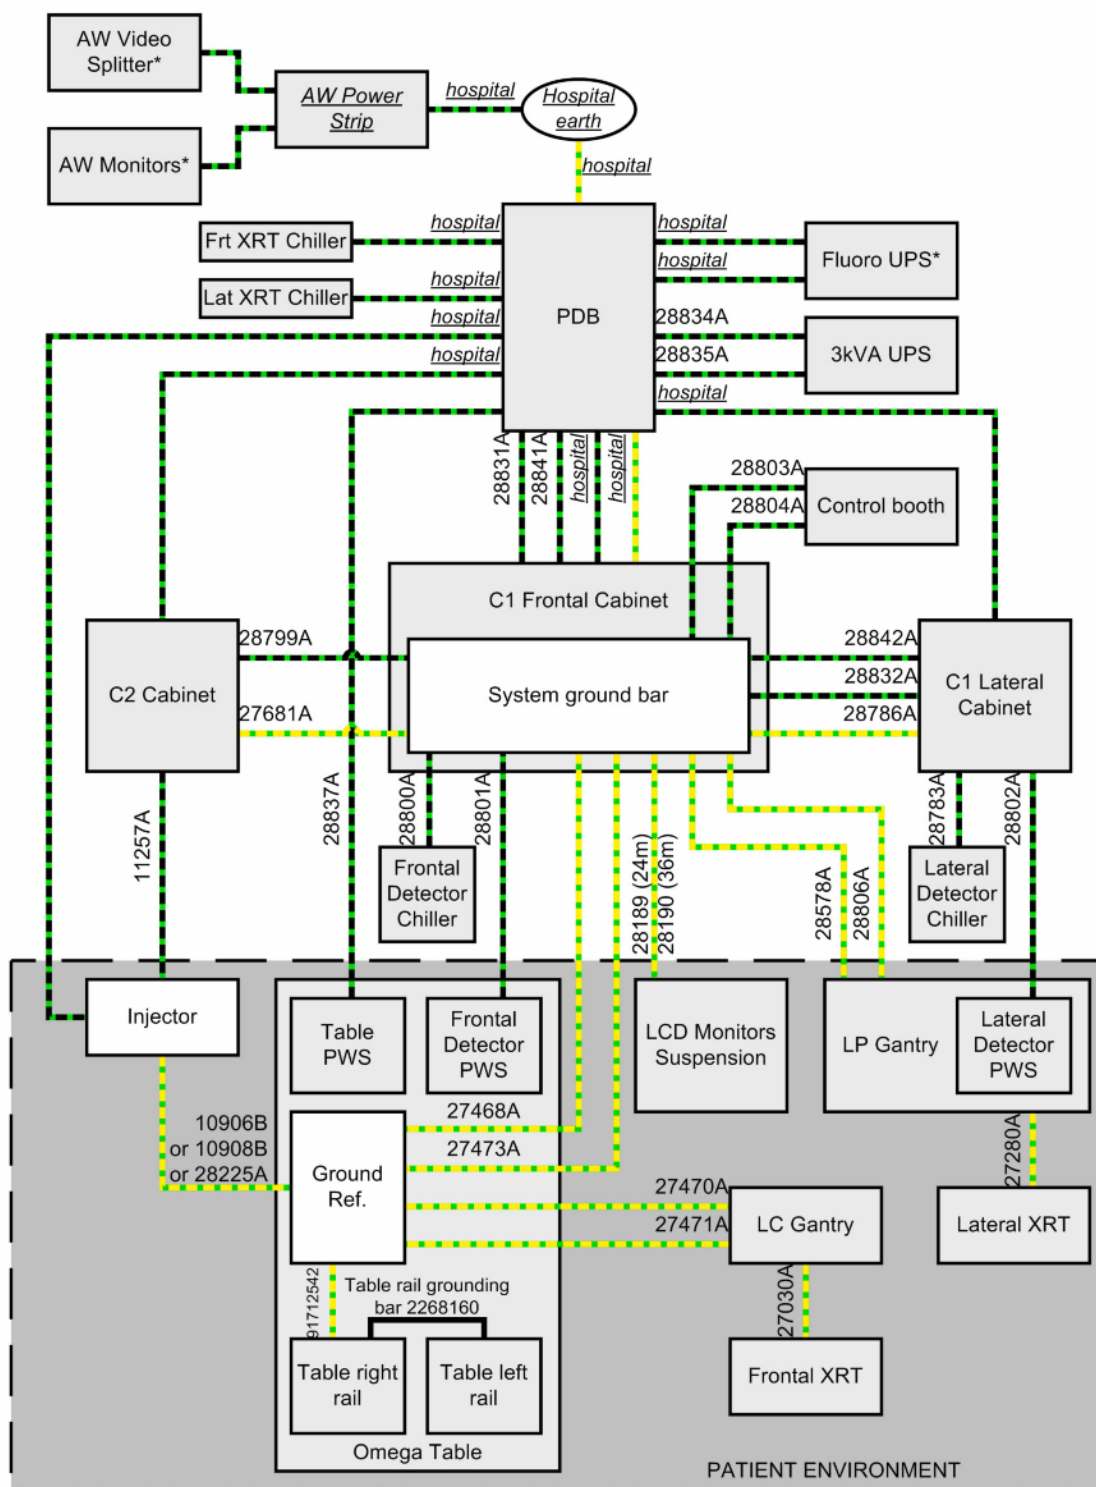 AW Video
Splitter*
AW Power
Strip
hospital
Hospital
earth
AW Monitors*
hospital
Frt XRT Chiller
hospital
hospital
Fluoro UPS*
hospital
Lat XRT Chiller
hospital
PDB
hospital
28834A
3kVA UPS
hospital
28835A
hospital
28831A
28841A
hospital
hospital
28803A
28804A
Control booth
C1 Frontal Cabinet
28799A
C2 Cabinet
27681A
System ground bar
28842A
28832A
28786A
C1 Lateral
Cabinet
11257A
28837A
28800A
28801A
28783A
28802A
Frontal
Detector
Chiller
28189 (24m)
28190 (36m)
28578A
28806A
Lateral
Detector
Chiller
Injector
Table
PWS
Frontal
Detector
PWS
LCD Monitors
Suspension
LP Gantry
Lateral
Detector
PWS
10906B
or 10908B
or 28225A
Ground
Ref.
27468A
27473A
27470A
27471A
LC Gantry
27280A
Lateral XRT
91712542
Table rail grounding
bar 2268160
27030A
Table right
rail
Table left
rail
Frontal XRT
Omega Table
PATIENT ENVIRONMENT